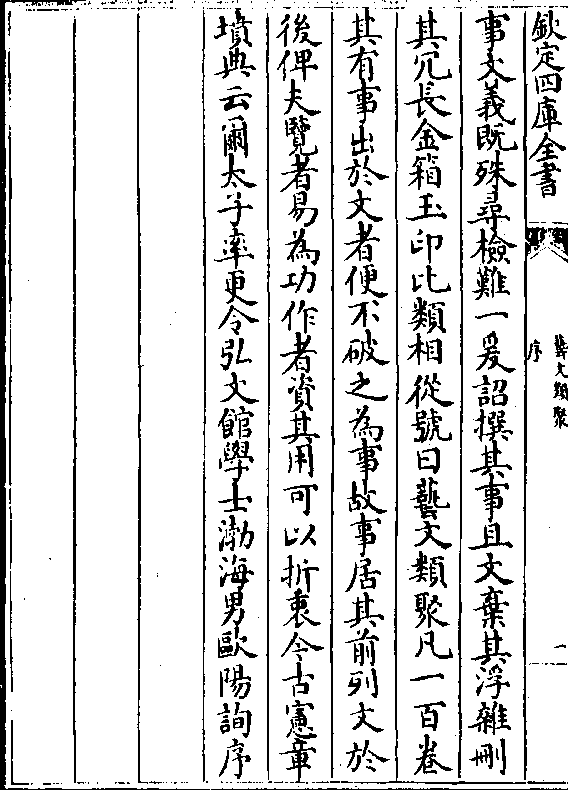 欽定四庫全書
藝文類聚
序
一
事文義既殊尋檢難一爰詔撰其事且文棄其浮雜刪
其冗長金箱玉印比類相從號曰藝文類聚凡一百卷
其有事出於文者便不破之為事故事居其前列文於
後俾夫覽者易為功作者資其用可以折衷今古憲章
墳典云爾太子率更令弘文館學士渤海男歐陽詢序